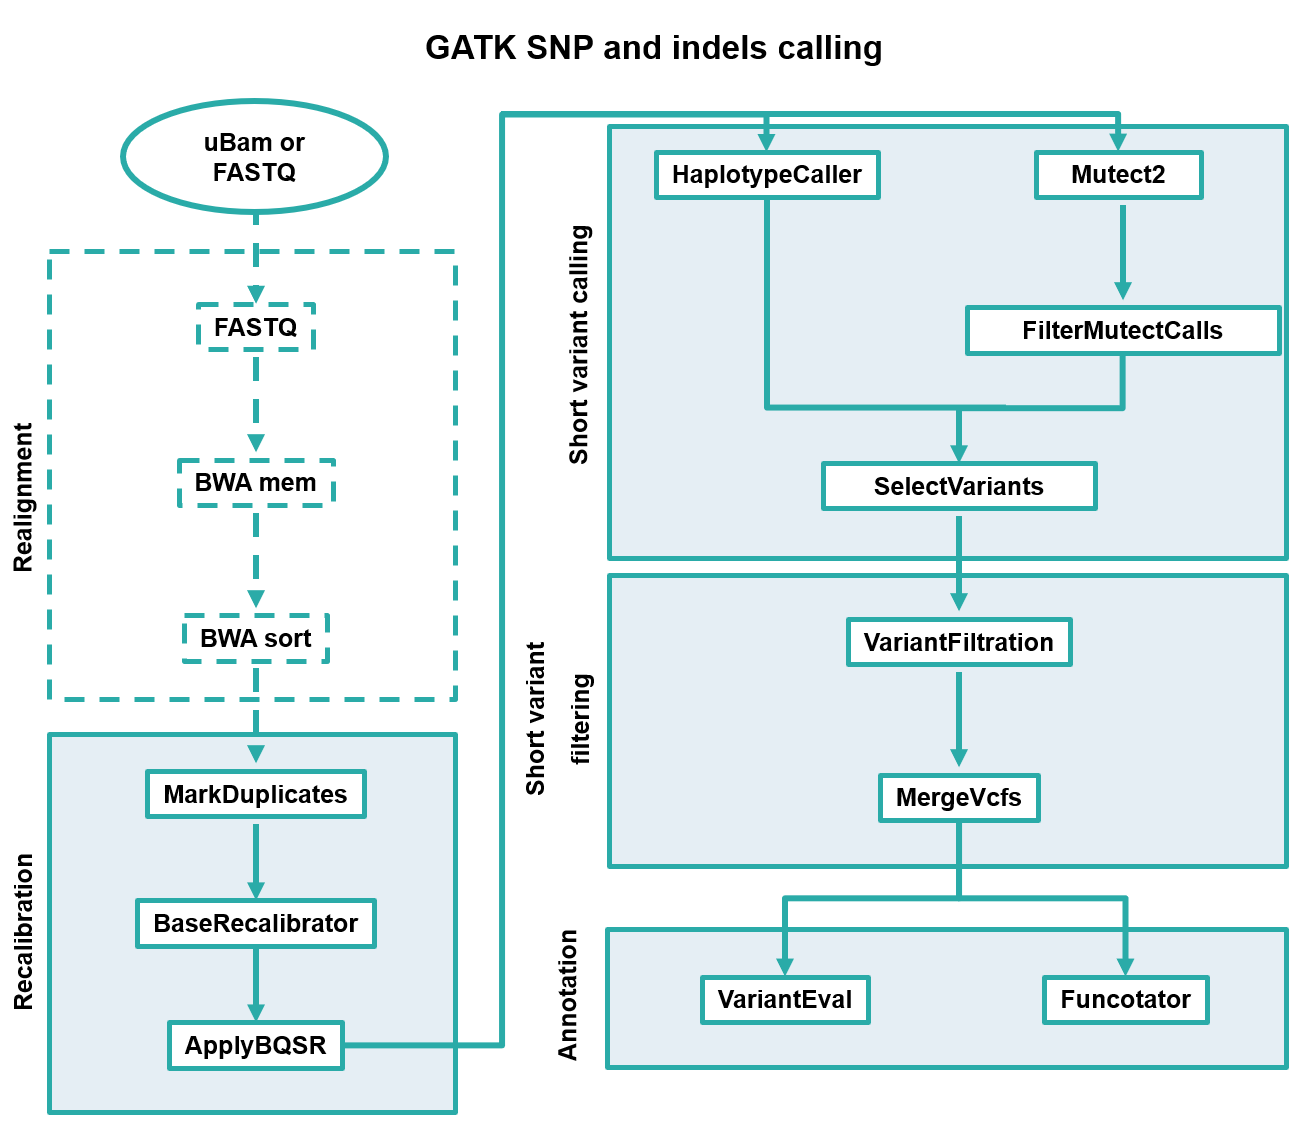 GATK SNP and indels calling
uBam or
FASTQ
Realignment
FASTQ
BWA mem
BWA sort
Recalibration
MarkDuplicates
BaseRecalibrator
ApplyBQSR
Short variant calling
HaplotypeCaller
Mutect2
FilterMutectCalls
SelectVariants
Short variant
filtering
VariantFiltration
MergeVcfs
Annotation
VariantEval
Funcotator